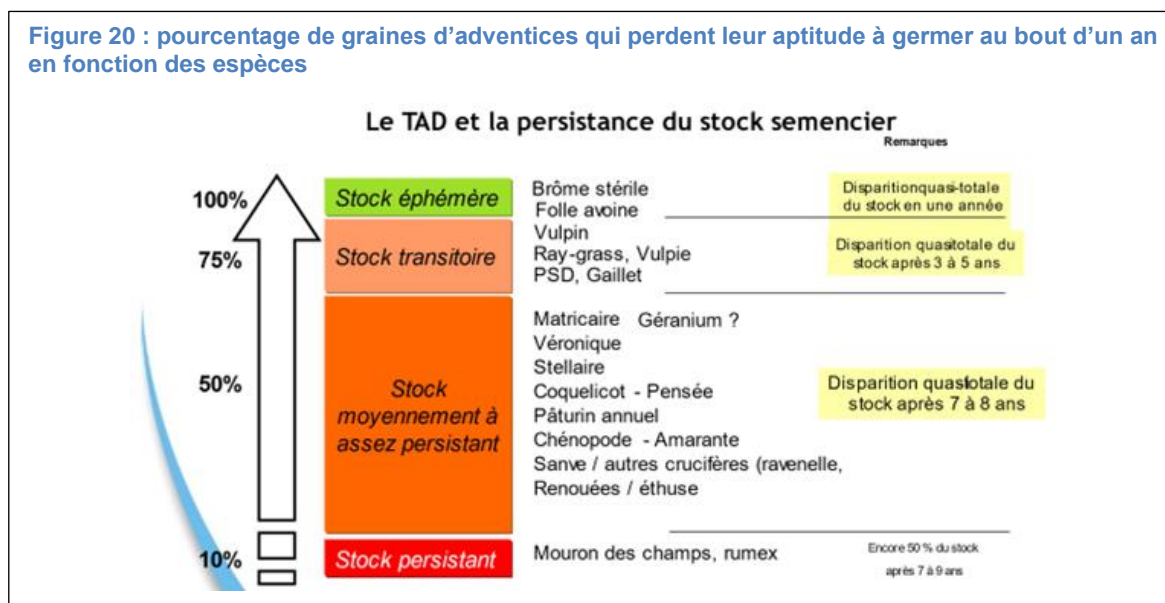 Figure 20 : pourcentage de graines d’adventices qui perdent leur aptitude à germer au bout d’un an
en fonction des espèces
Le TAD et la persistance du stock semencier
Remarques
100%
Stock éphémère
Brôme stérile
Folle avoine
Disparitionquasi-totale
du stock en une année
75%
Stock transitoire
Vulpin
Ray-grass, Vulpie
PSD, Gaillet
Disparition quasitotale du
stock après 3 à 5 ans
50%
Stock
moyennement à
assez persistant
Matricaire Géranium ?
Véronique
Stellaire
Coquelicot - Pensée
Pâturin annuel
Chénopode - Amarante
Sanve / autres crucifères (ravenelle,
Renouées / éthuse
Disparition quasitotale du
stock après 7 à 8 ans
10%
Stock persistant
Mouron des champs, rumex
Encore 50 % du stock
après 7 à 9 ans